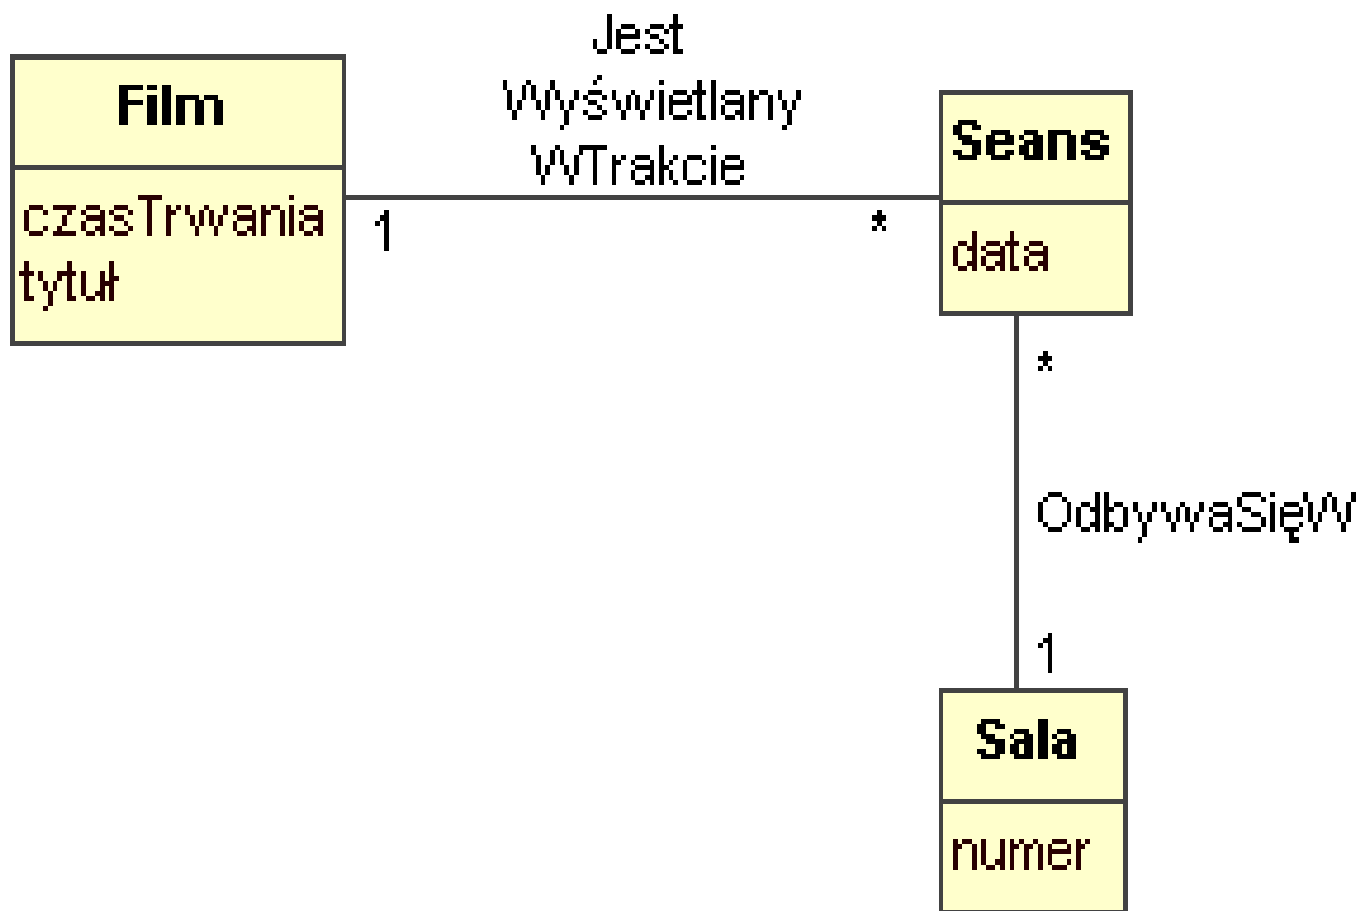 Film
czasTrwania
tytuł
Jest
Wyświetlany
WTrakcie
1
*
Seans
data
*
OdbywaSięW
1
Sala
numer